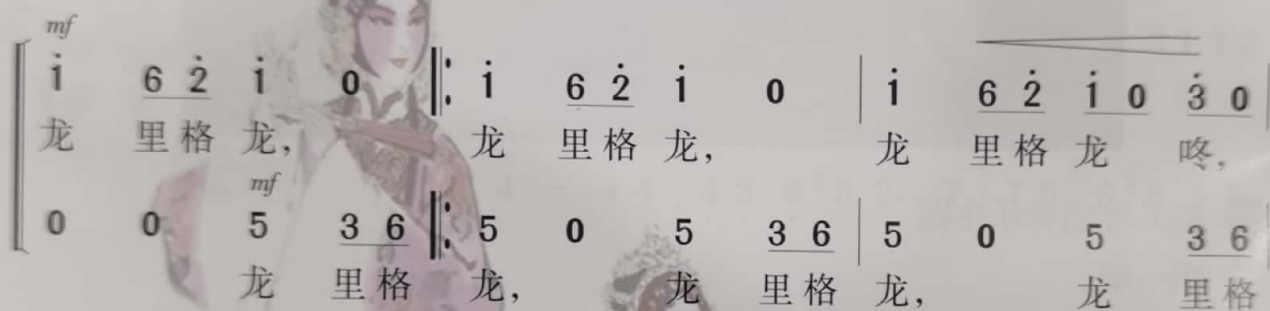 mf
i̇ 6 2̇ i̇ 0 𝄆 i̇ 6 2̇ i̇ 0 | i̇ 6 2̇ i̇ 0 3̇ 0
龙 里格 龙， 龙 里格 龙， 龙 里格 龙 咚，
mf
0 0 5 3 6 𝄆 5 0 5 3 6 | 5 0 5 3 6
龙 里格 龙， 龙 里格 龙， 龙 里格